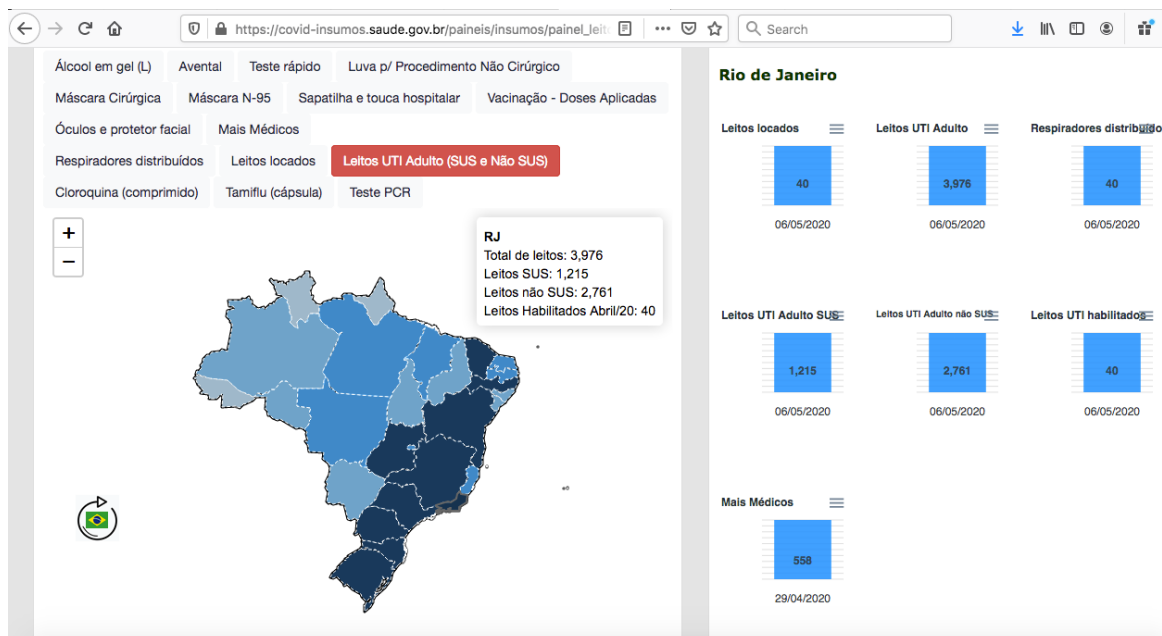 https://covid-insumos.saude.gov.br/paineis/insumos/painel_leit
Search
Álcool em gel (L) Avental Teste rápido Luva p/ Procedimento Não Cirúrgico
Máscara Cirúrgica Máscara N-95 Sapatilha e touca hospitalar Vacinação - Doses Aplicadas
Óculos e protetor facial Mais Médicos
Respiradores distribuídos Leitos locados Leitos UTI Adulto (SUS e Não SUS)
Cloroquina (comprimido) Tamiflu (cápsula) Teste PCR
+
−
RJ
Total de leitos: 3,976
Leitos SUS: 1,215
Leitos não SUS: 2,761
Leitos Habilitados Abril/20: 40
Rio de Janeiro
Leitos locados Leitos UTI Adulto Respiradores distribuído
40 3,976 40
06/05/2020 06/05/2020 06/05/2020
Leitos UTI Adulto SUS Leitos UTI Adulto não SUS Leitos UTI habilitados
1,215 2,761 40
06/05/2020 06/05/2020 06/05/2020
Mais Médicos
558
29/04/2020